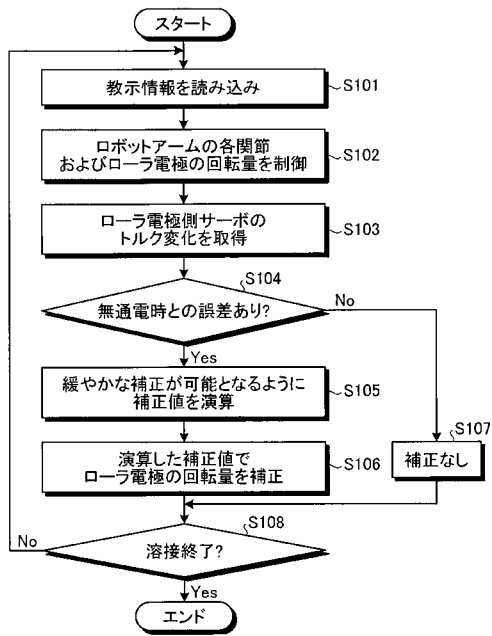 スタート
教示情報を読み込み
S101
ロボットアームの各関節
およびローラ電極の回転量を制御
S102
ローラ電極側サーボの
トルク変化を取得
S103
S104
無通電時との誤差あり?
No
Yes
緩やかな補正が可能となるように
補正値を演算
S105
S107
補正なし
演算した補正値で
ローラ電極の回転量を補正
S106
S108
No
溶接終了?
Yes
エンド